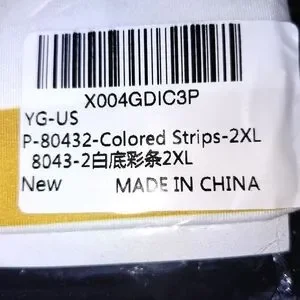 X004GDIC3P
YG-US
P-80432-Colored Strips-2XL
8043-2白底彩条2XL
New MADE IN CHINA